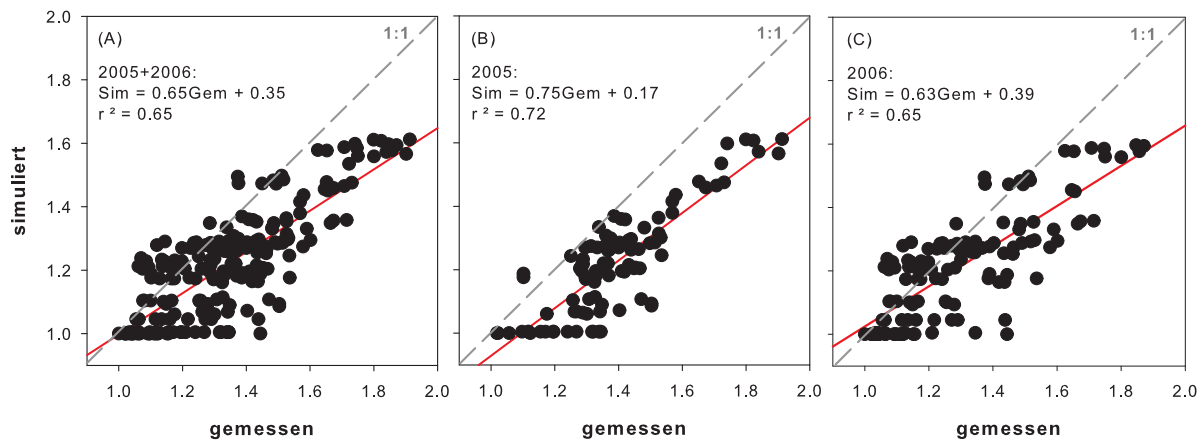 (A)
1:1
2005+2006:
Sim = 0.65Gem + 0.35
r ² = 0.65
(B)
1:1
2005:
Sim = 0.75Gem + 0.17
r ² = 0.72
(C)
1:1
2006:
Sim = 0.63Gem + 0.39
r ² = 0.65
simuliert
2.0
1.8
1.6
1.4
1.2
1.0
1.0 1.2 1.4 1.6 1.8 2.0
1.0 1.2 1.4 1.6 1.8 2.0
1.0 1.2 1.4 1.6 1.8 2.0
gemessen
gemessen
gemessen